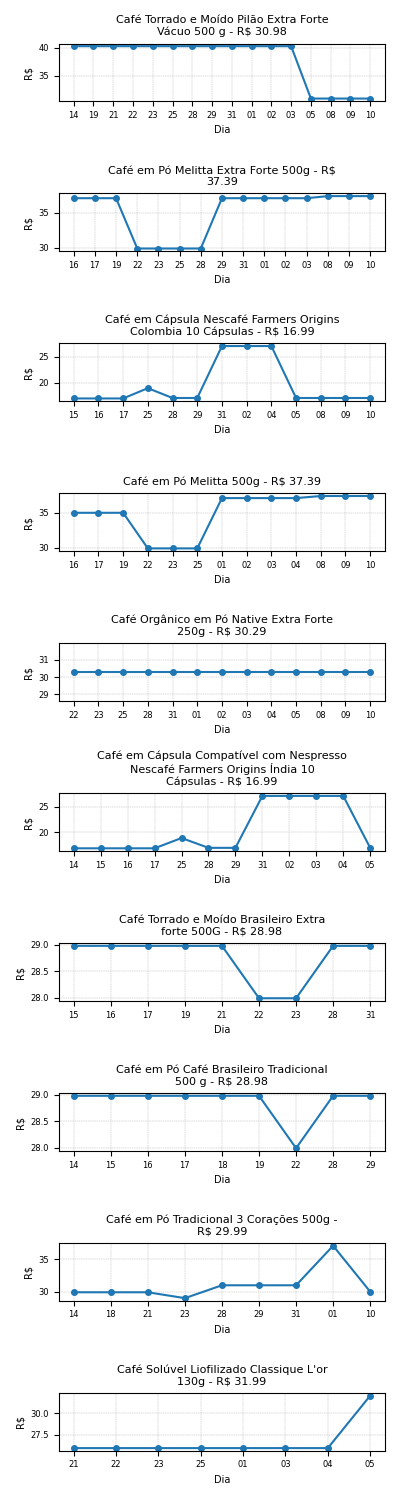 Café Torrado e Moído Pilão Extra Forte
Vácuo 500 g - R$ 30.98
40
35
R$
14 19 21 22 23 25 28 29 31 01 02 03 05 08 09 10
Dia
Café em Pó Melitta Extra Forte 500g - R$
37.39
35
30
R$
16 17 19 22 23 25 28 29 31 01 02 03 08 09 10
Dia
Café em Cápsula Nescafé Farmers Origins
Colombia 10 Cápsulas - R$ 16.99
25
20
R$
15 16 17 25 28 29 31 02 04 05 08 09 10
Dia
Café em Pó Melitta 500g - R$ 37.39
35
30
R$
16 17 19 22 23 25 01 02 03 04 08 09 10
Dia
Café Orgânico em Pó Native Extra Forte
250g - R$ 30.29
31
30
29
R$
22 23 25 28 31 01 02 03 04 05 08 09 10
Dia
Café em Cápsula Compatível com Nespresso
Nescafé Farmers Origins Índia 10
Cápsulas - R$ 16.99
25
20
R$
14 15 16 17 25 28 29 31 02 03 04 05
Dia
Café Torrado e Moído Brasileiro Extra
forte 500G - R$ 28.98
29.0
28.5
28.0
R$
15 16 17 19 21 22 23 28 31
Dia
Café em Pó Café Brasileiro Tradicional
500 g - R$ 28.98
29.0
28.5
28.0
R$
14 15 16 17 18 19 22 28 29
Dia
Café em Pó Tradicional 3 Corações 500g -
R$ 29.99
35
30
R$
14 18 21 23 28 29 31 01 10
Dia
Café Solúvel Liofilizado Classique L'or
130g - R$ 31.99
30.0
27.5
R$
21 22 23 25 01 03 04 05
Dia